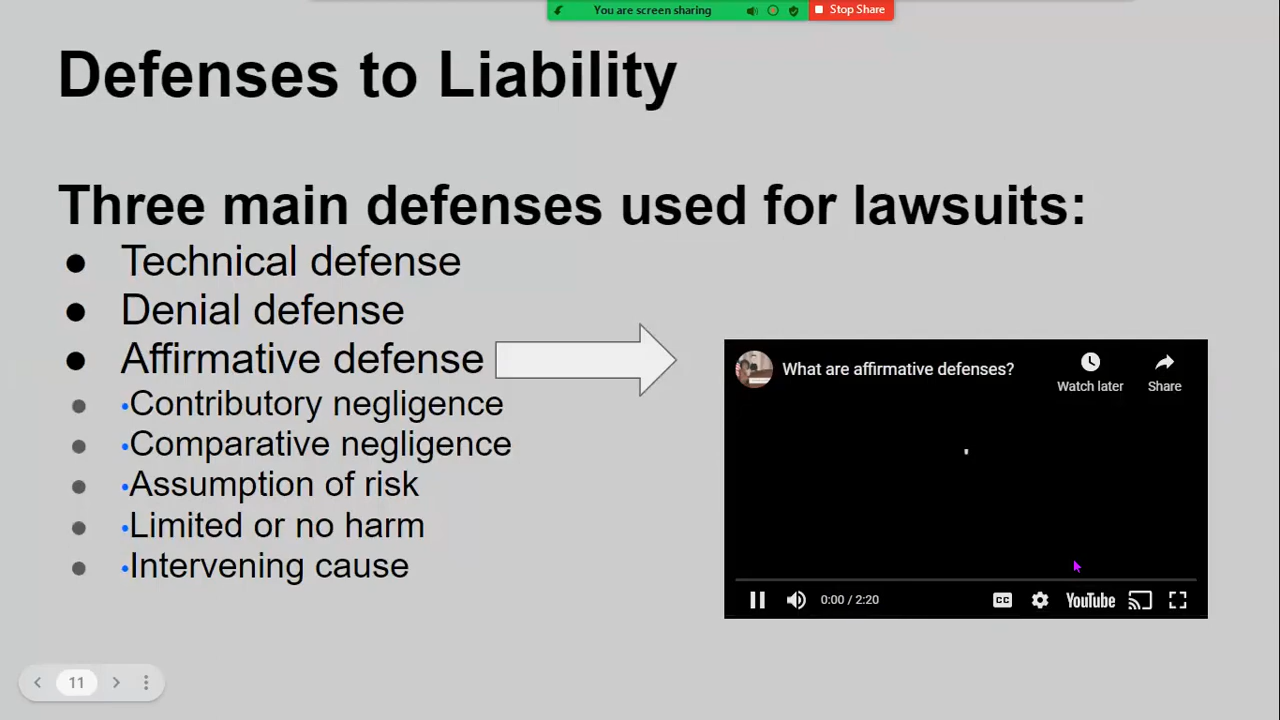 You are screen sharing
Stop Share
Defenses to Liability
Three main defenses used for lawsuits:
● Technical defense
● Denial defense
● Affirmative defense
● •Contributory negligence
● •Comparative negligence
● •Assumption of risk
● •Limited or no harm
● •Intervening cause
What are affirmative defenses?
Watch later
Share
0:00 / 2:20
CC
YouTube
11